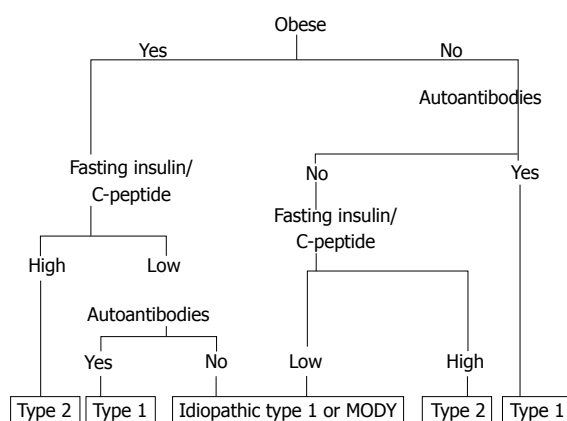 Obese
Yes No
Autoantibodies
Fasting insulin/
C-peptide
No Yes
Fasting insulin/
C-peptide
High Low
Autoantibodies
Yes No Low High
Type 2 Type 1 Idiopathic type 1 or MODY Type 2 Type 1